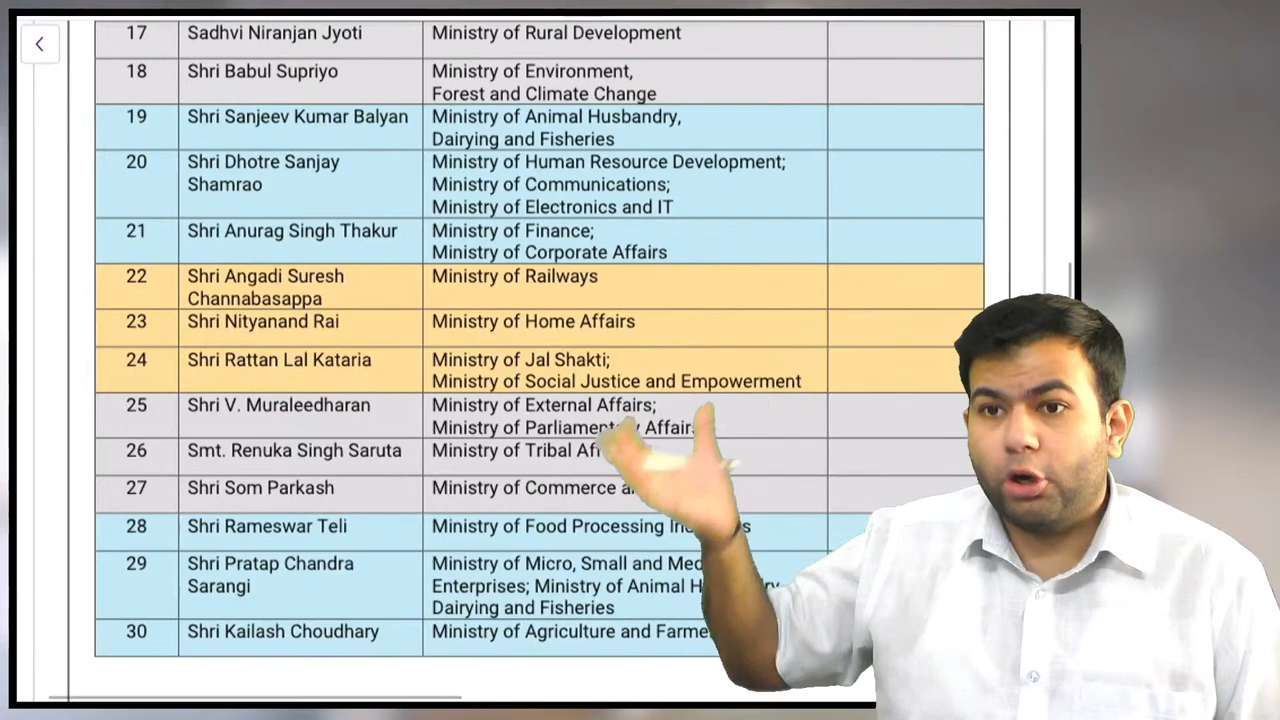 17 Sadhvi Niranjan Jyoti Ministry of Rural Development
18 Shri Babul Supriyo Ministry of Environment,
Forest and Climate Change
19 Shri Sanjeev Kumar Balyan Ministry of Animal Husbandry,
Dairying and Fisheries
20 Shri Dhotre Sanjay Ministry of Human Resource Development;
Shamrao Ministry of Communications;
Ministry of Electronics and IT
21 Shri Anurag Singh Thakur Ministry of Finance;
Ministry of Corporate Affairs
22 Shri Angadi Suresh Ministry of Railways
Channabasappa
23 Shri Nityanand Rai Ministry of Home Affairs
24 Shri Rattan Lal Kataria Ministry of Jal Shakti;
Ministry of Social Justice and Empowerment
25 Shri V. Muraleedharan Ministry of External Affairs;
Ministry of Parliamentary Affairs
26 Smt. Renuka Singh Saruta Ministry of Tribal
27 Shri Som Parkash Ministry of Commerce
28 Shri Rameswar Teli Ministry of Food Processing
29 Shri Pratap Chandra Ministry of Micro, Small and
Sarangi Enterprises; Ministry of Animal
Dairying and Fisheries
30 Shri Kailash Choudhary Ministry of Agriculture and